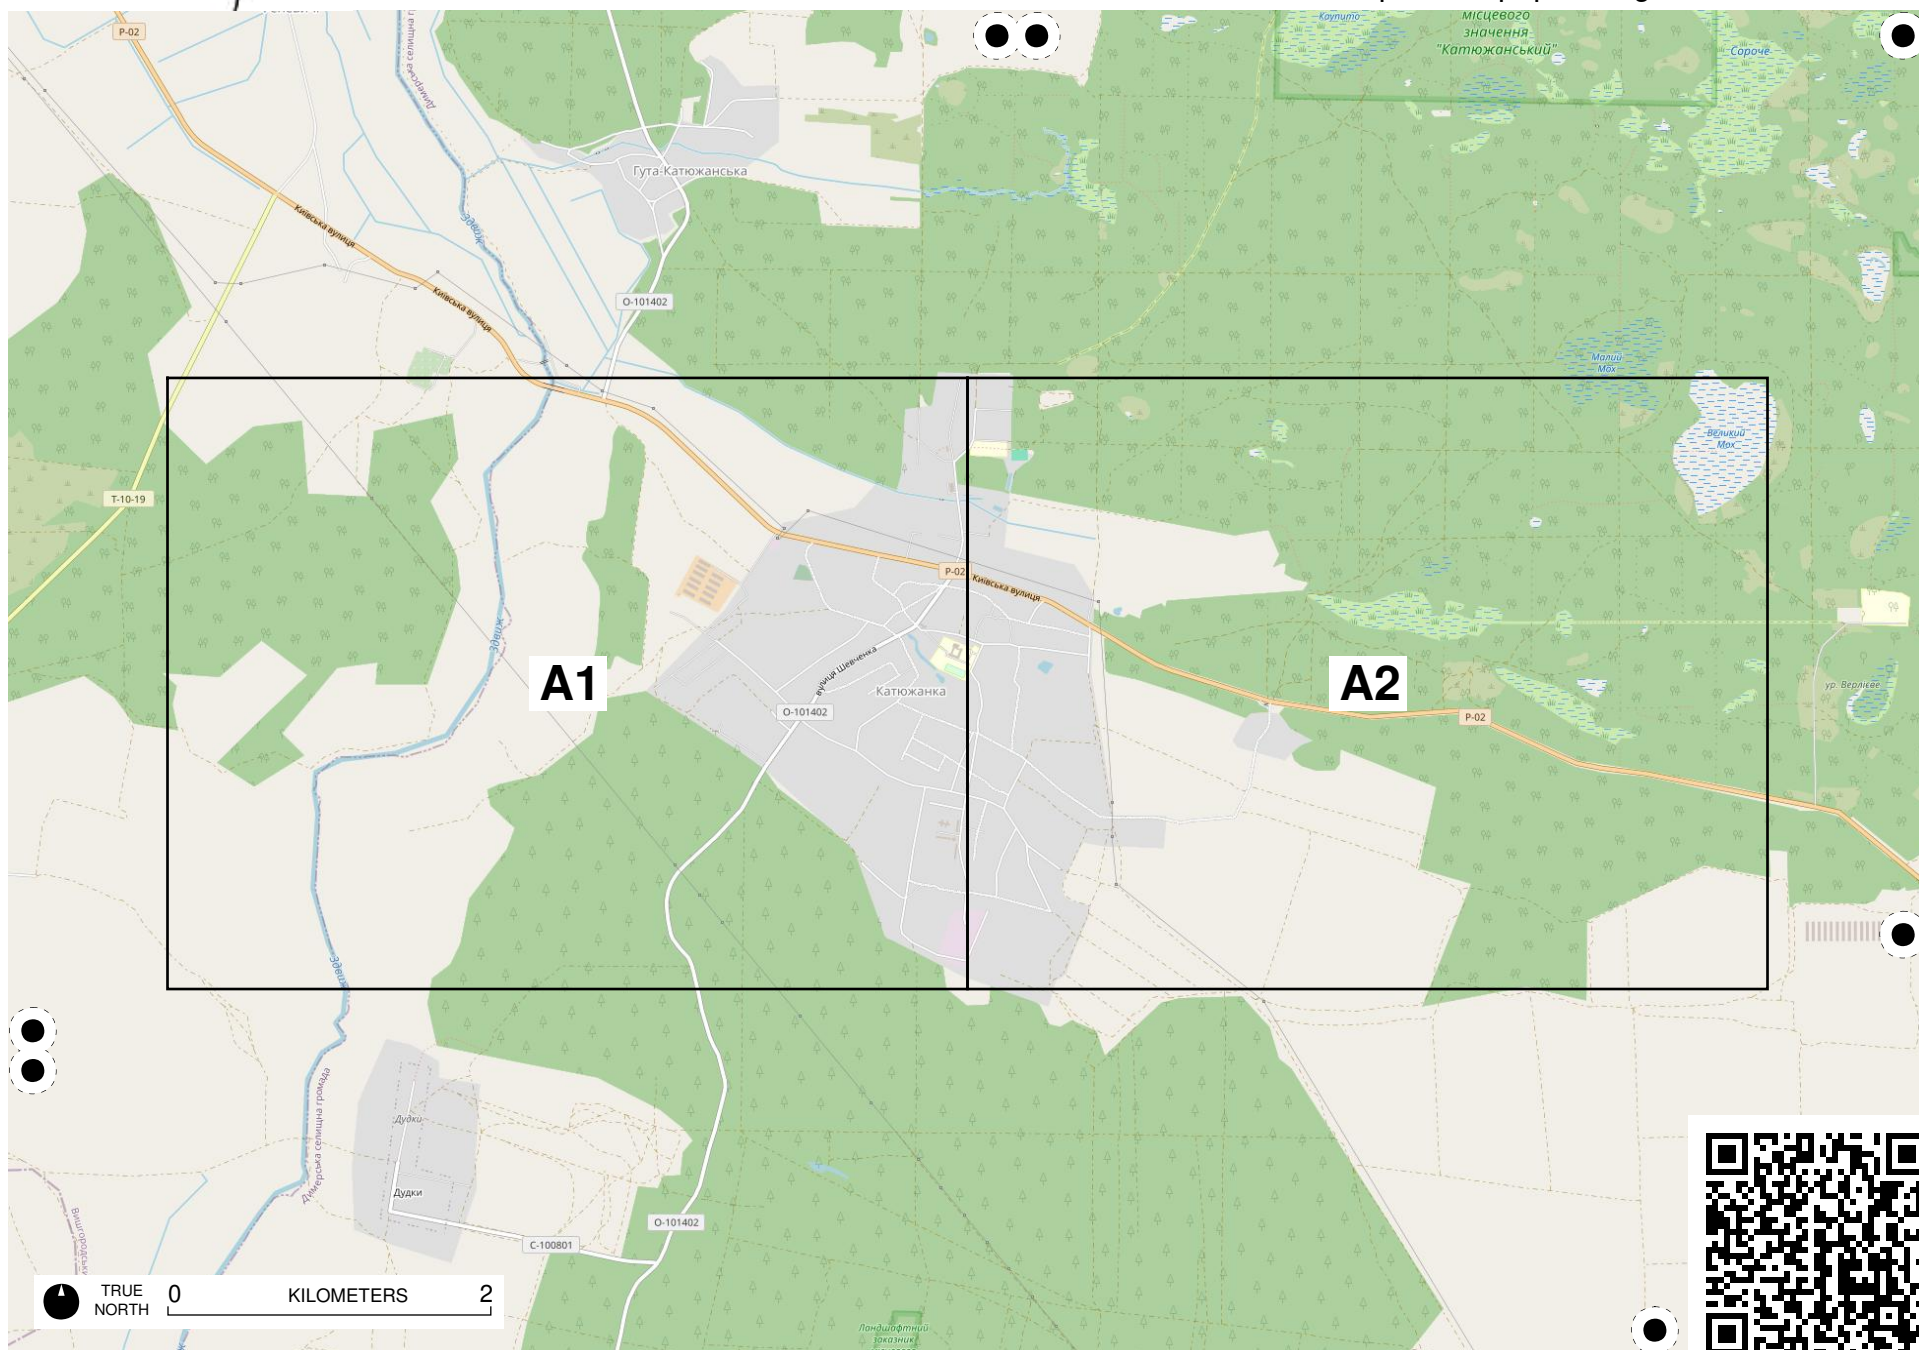 Р-02
місцевого
значення
"Катюжанський"
Сороче
Гута-Катюжанська
Київська вулиця
Здвиж
Київська вулиця
О-101402
Малий
Мох
Великий
Мох
Т-10-19
Р-02
Київська вулиця
Здвиж
вулиця Шевченка
Катюжанка
О-101402
A1
A2
Р-02
ур. Верлієве
Здвиж
Димерська селищна громада
Дудки
Дудки
О-101402
С-100801
Вишгородський
TRUE
NORTH
0
KILOMETERS
2
Ландшафтний
заказник